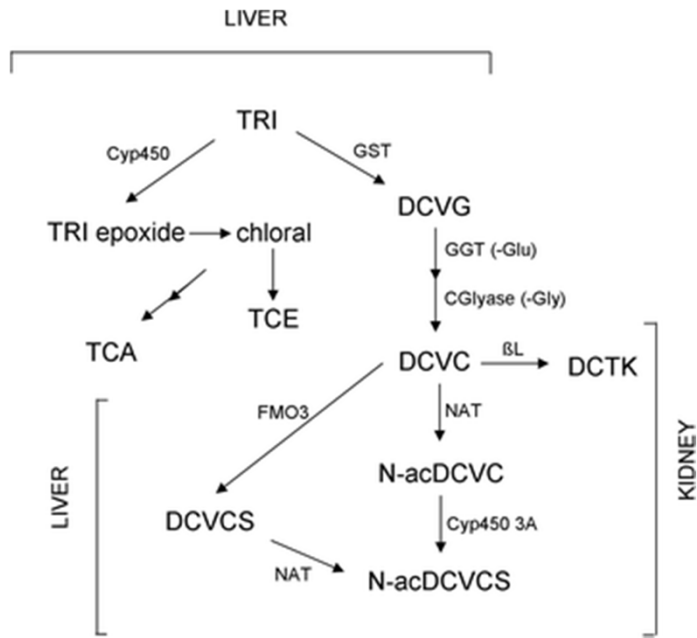 LIVER
TRI
Cyp450
GST
DCVG
TRI epoxide
chloral
GGT (-Glu)
CGlyase (-Gly)
TCE
TCA
DCVC
ßL
DCTK
FMO3
NAT
KIDNEY
LIVER
N-acDCVC
DCVCS
Cyp450 3A
NAT
N-acDCVCS